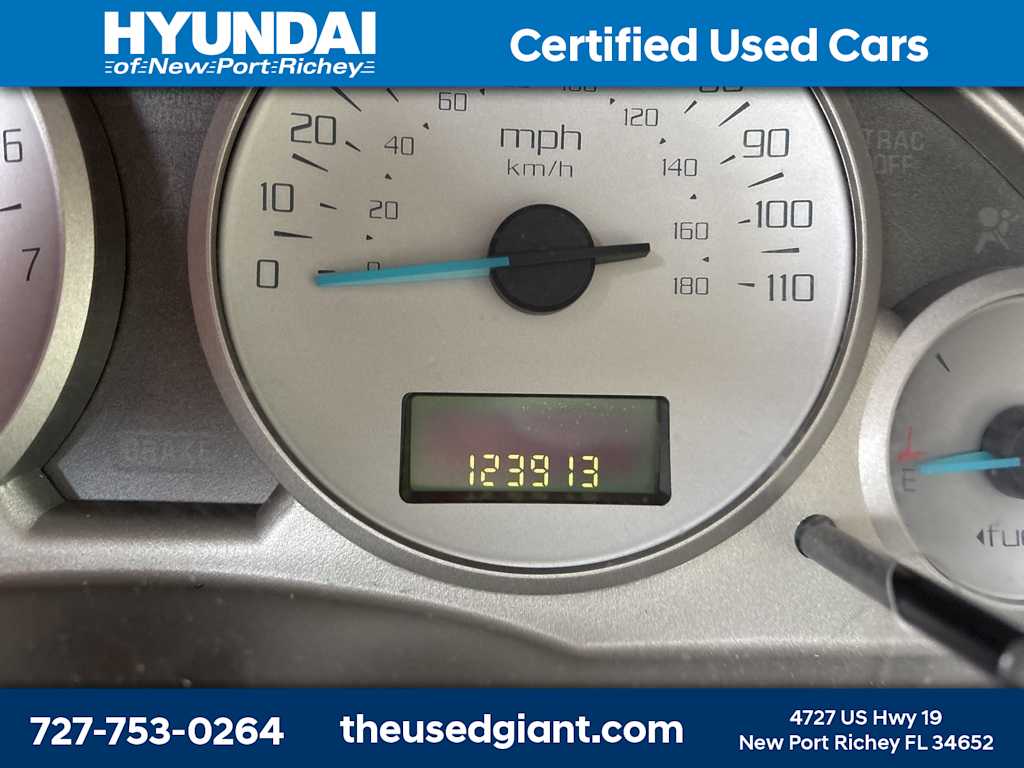 HYUNDAI
of New Port Richey
Certified Used Cars
6
7
60
120
20
40
mph
km/h
140
90
TRAC
OFF
10
20
160
100
0
0
180
110
BRAKE
123913
E
727-753-0264
theusedgiant.com
4727 US Hwy 19
New Port Richey FL 34652